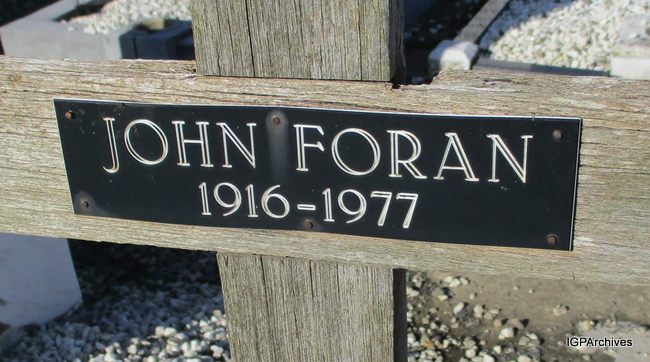 JOHN FORAN
1916-1977
IGPArchives